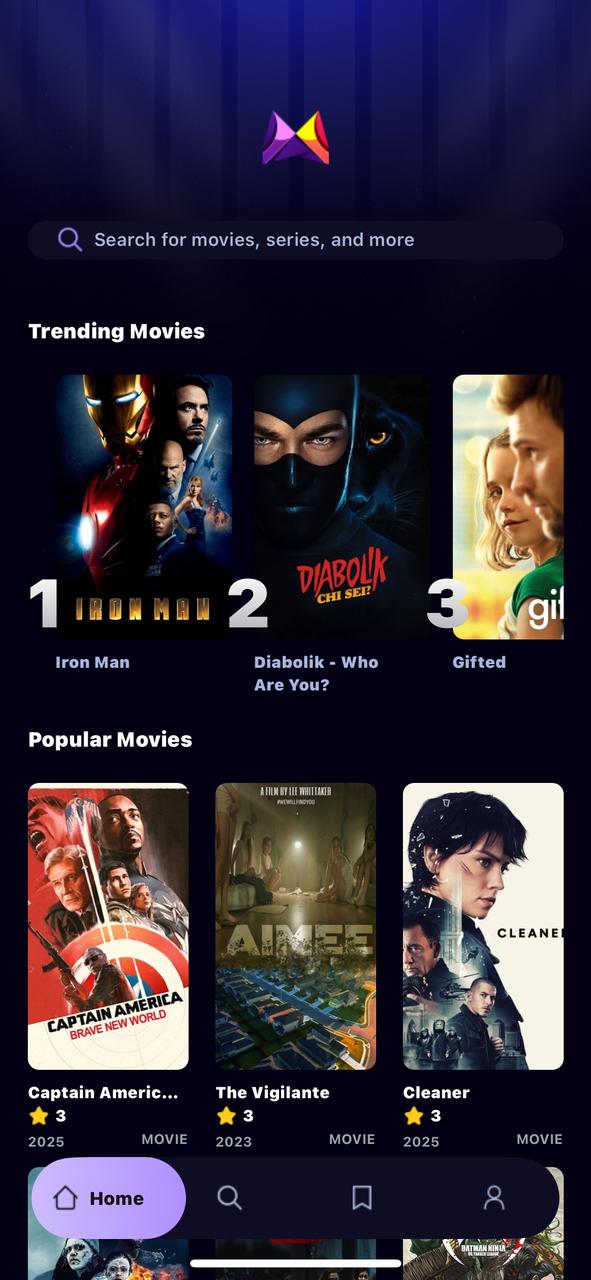 Search for movies, series, and more
Trending Movies
1
IRON MAN
2
DIABOLIK
CHI SEI?
3
gif
Iron Man
Diabolik - Who
Are You?
Gifted
Popular Movies
CAPTAIN AMERICA
BRAVE NEW WORLD
A FILM BY LEE WHITTAKER
#WEWILLFINDYOU
AIMEE
CLEANER
Captain Americ...
3
2025 MOVIE
The Vigilante
3
2023 MOVIE
Cleaner
3
2025 MOVIE
Home
BATMAN NINJA